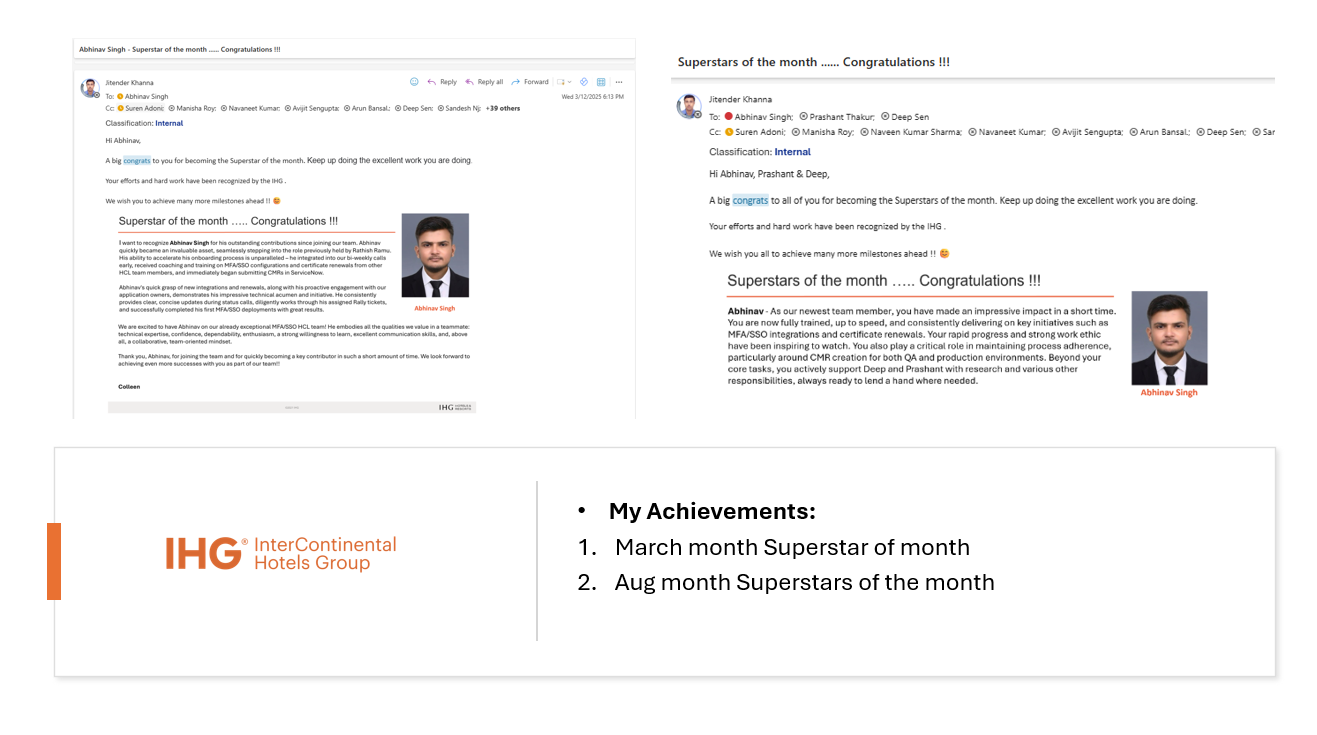 Abhinav Singh - Superstar of the month ..... Congratulations !!!
Jitender Khanna
Reply
Reply all
Forward
To: Abhinav Singh
Wed 3/12/2025 6:13 PM
Cc: Suren Adoni; Manisha Roy; Navaneet Kumar; Avijit Sengupta; Arun Bansal.; Deep Sen; Sandesh Nj; +39 others
Classification: Internal
Hi Abhinav,
A big congrats to you for becoming the Superstar of the month. Keep up doing the excellent work you are doing.
Your efforts and hard work have been recognized by the IHG .
We wish you to achieve many more milestones ahead !! 😊
Superstar of the month ..... Congratulations !!!
I want to recognize Abhinav Singh for his outstanding contributions since joining our team. Abhinav
quickly became an invaluable asset, seamlessly stepping into the role previously held by Rathish Ramu.
His ability to accelerate his onboarding process is unparalleled – he integrated into our bi-weekly calls
early, received coaching and training on MFA/SSO configurations and certificate renewals from other
HCL team members, and immediately began submitting CMRs in ServiceNow.
Abhinav's quick grasp of new integrations and renewals, along with his proactive engagement with our
application owners, demonstrates his impressive technical acumen and initiative. He consistently
provides clear, concise updates during status calls, diligently works through his assigned Rally tickets,
and successfully completed his first MFA/SSO deployments with great results.
We are excited to have Abhinav on our already exceptional MFA/SSO HCL team! He embodies all the qualities we value in a teammate:
technical expertise, confidence, dependability, enthusiasm, a strong willingness to learn, excellent communication skills, and, above
all, a collaborative, team-oriented mindset.
Thank you, Abhinav, for joining the team and for quickly becoming a key contributor in such a short amount of time. We look forward to
achieving even more successes with you as part of our team!!
Colleen
Abhinav Singh
IHG HOTELS & RESORTS
Superstars of the month ...... Congratulations !!!
Jitender Khanna
To: Abhinav Singh; Prashant Thakur; Deep Sen
Cc: Suren Adoni; Manisha Roy; Naveen Kumar Sharma; Navaneet Kumar; Avijit Sengupta; Arun Bansal.; Deep Sen; Sar
Classification: Internal
Hi Abhinav, Prashant & Deep,
A big congrats to all of you for becoming the Superstars of the month. Keep up doing the excellent work you are doing.
Your efforts and hard work have been recognized by the IHG .
We wish you all to achieve many more milestones ahead !! 😊
Superstars of the month ..... Congratulations !!!
Abhinav - As our newest team member, you have made an impressive impact in a short time.
You are now fully trained, up to speed, and consistently delivering on key initiatives such as
MFA/SSO integrations and certificate renewals. Your rapid progress and strong work ethic
have been inspiring to watch. You also play a critical role in maintaining process adherence,
particularly around CMR creation for both QA and production environments. Beyond your
core tasks, you actively support Deep and Prashant with research and various other
responsibilities, always ready to lend a hand where needed.
Abhinav Singh
IHG® InterContinental
Hotels Group
• My Achievements:
1. March month Superstar of month
2. Aug month Superstars of the month